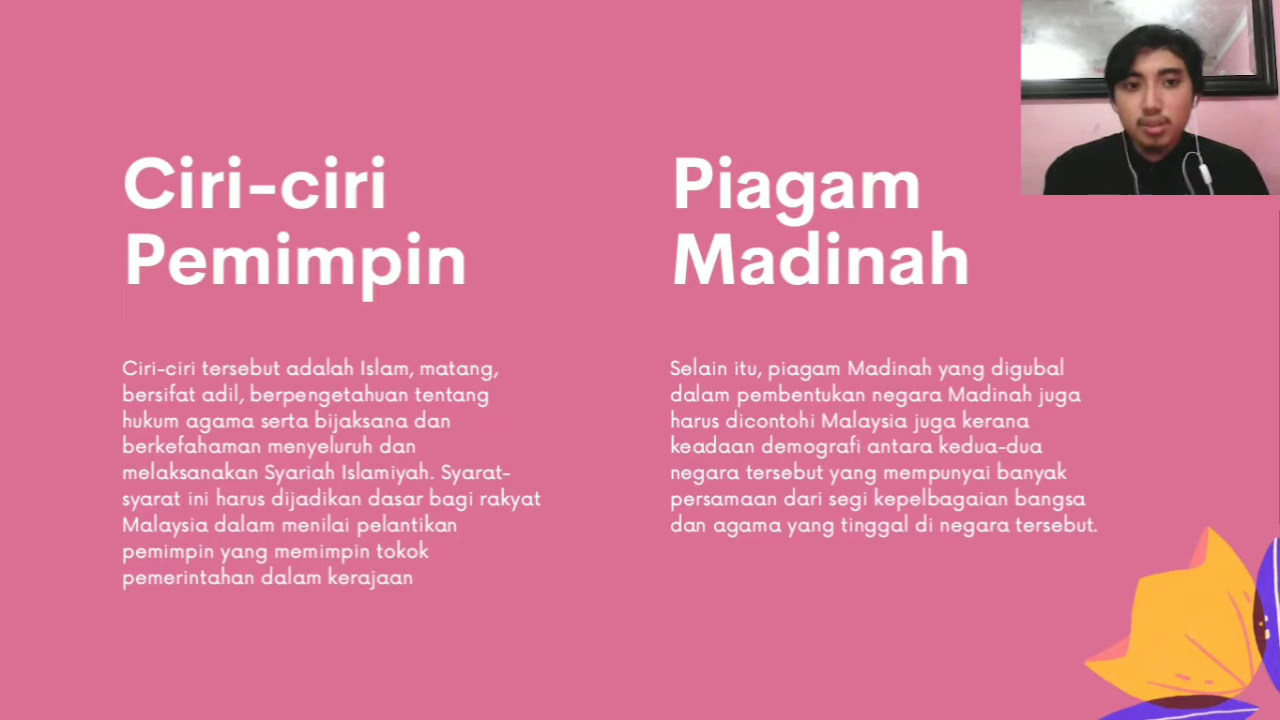 Ciri-ciri
Pemimpin
Ciri-ciri tersebut adalah Islam, matang,
bersifat adil, berpengetahuan tentang
hukum agama serta bijaksana dan
berkefahaman menyeluruh dan
melaksanakan Syariah Islamiyah. Syarat-
syarat ini harus dijadikan dasar bagi rakyat
Malaysia dalam menilai pelantikan
pemimpin yang memimpin tokok
pemerintahan dalam kerajaan
Piagam
Madinah
Selain itu, piagam Madinah yang digubal
dalam pembentukan negara Madinah juga
harus dicontohi Malaysia juga kerana
keadaan demografi antara kedua-dua
negara tersebut yang mempunyai banyak
persamaan dari segi kepelbagaian bangsa
dan agama yang tinggal di negara tersebut.